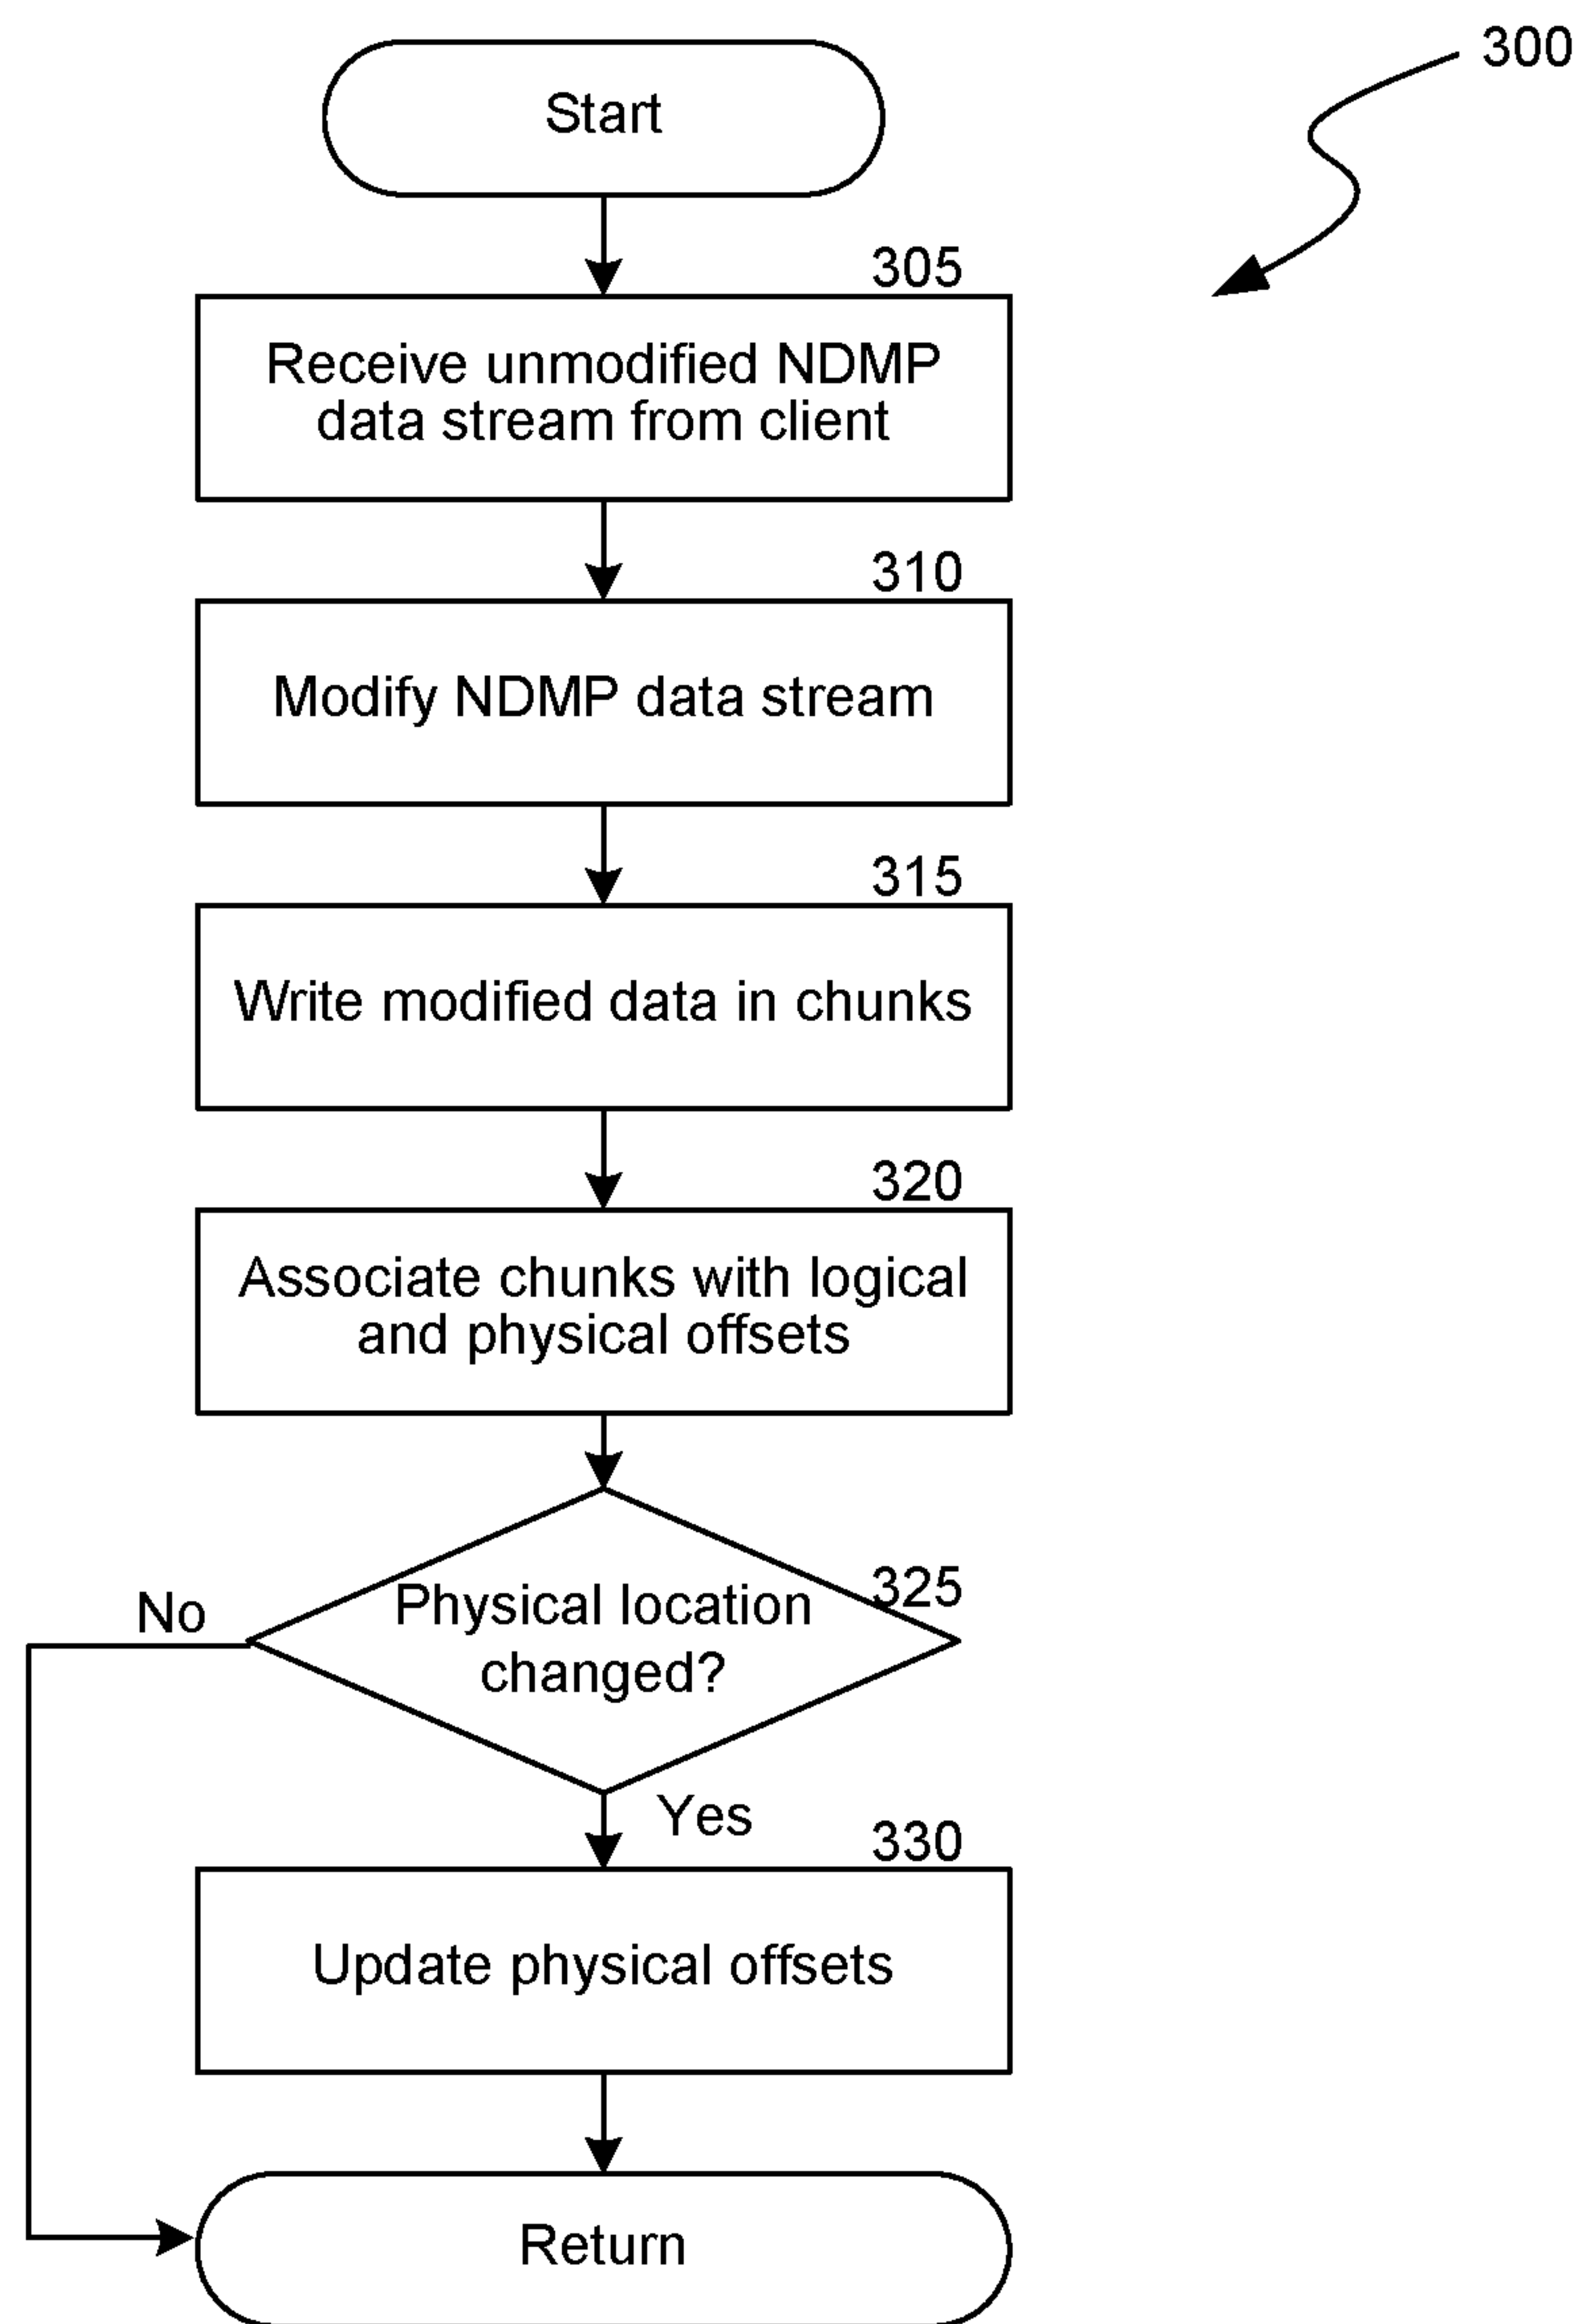 300
Start
305
Receive unmodified NDMP
data stream from client
310
Modify NDMP data stream
315
Write modified data in chunks
320
Associate chunks with logical
and physical offsets
325
Physical location
changed?
No
Yes
330
Update physical offsets
Return